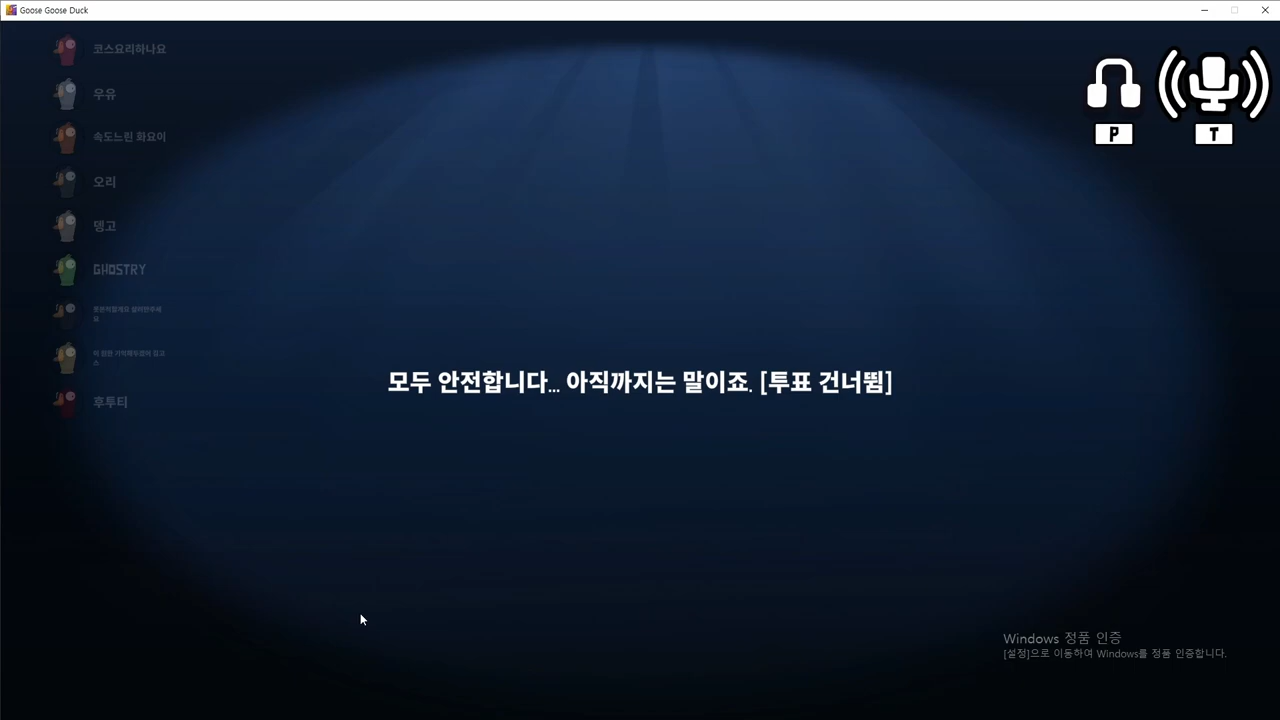 Goose Goose Duck
코스요리하나요
우유
속도느린 화요이
오리
뎅고
GHOSTRY
후투티
P
T
모두 안전합니다... 아직까지는 말이죠. [투표 건너뜀]
Windows 정품 인증
[설정]으로 이동하여 Windows를 정품 인증합니다.